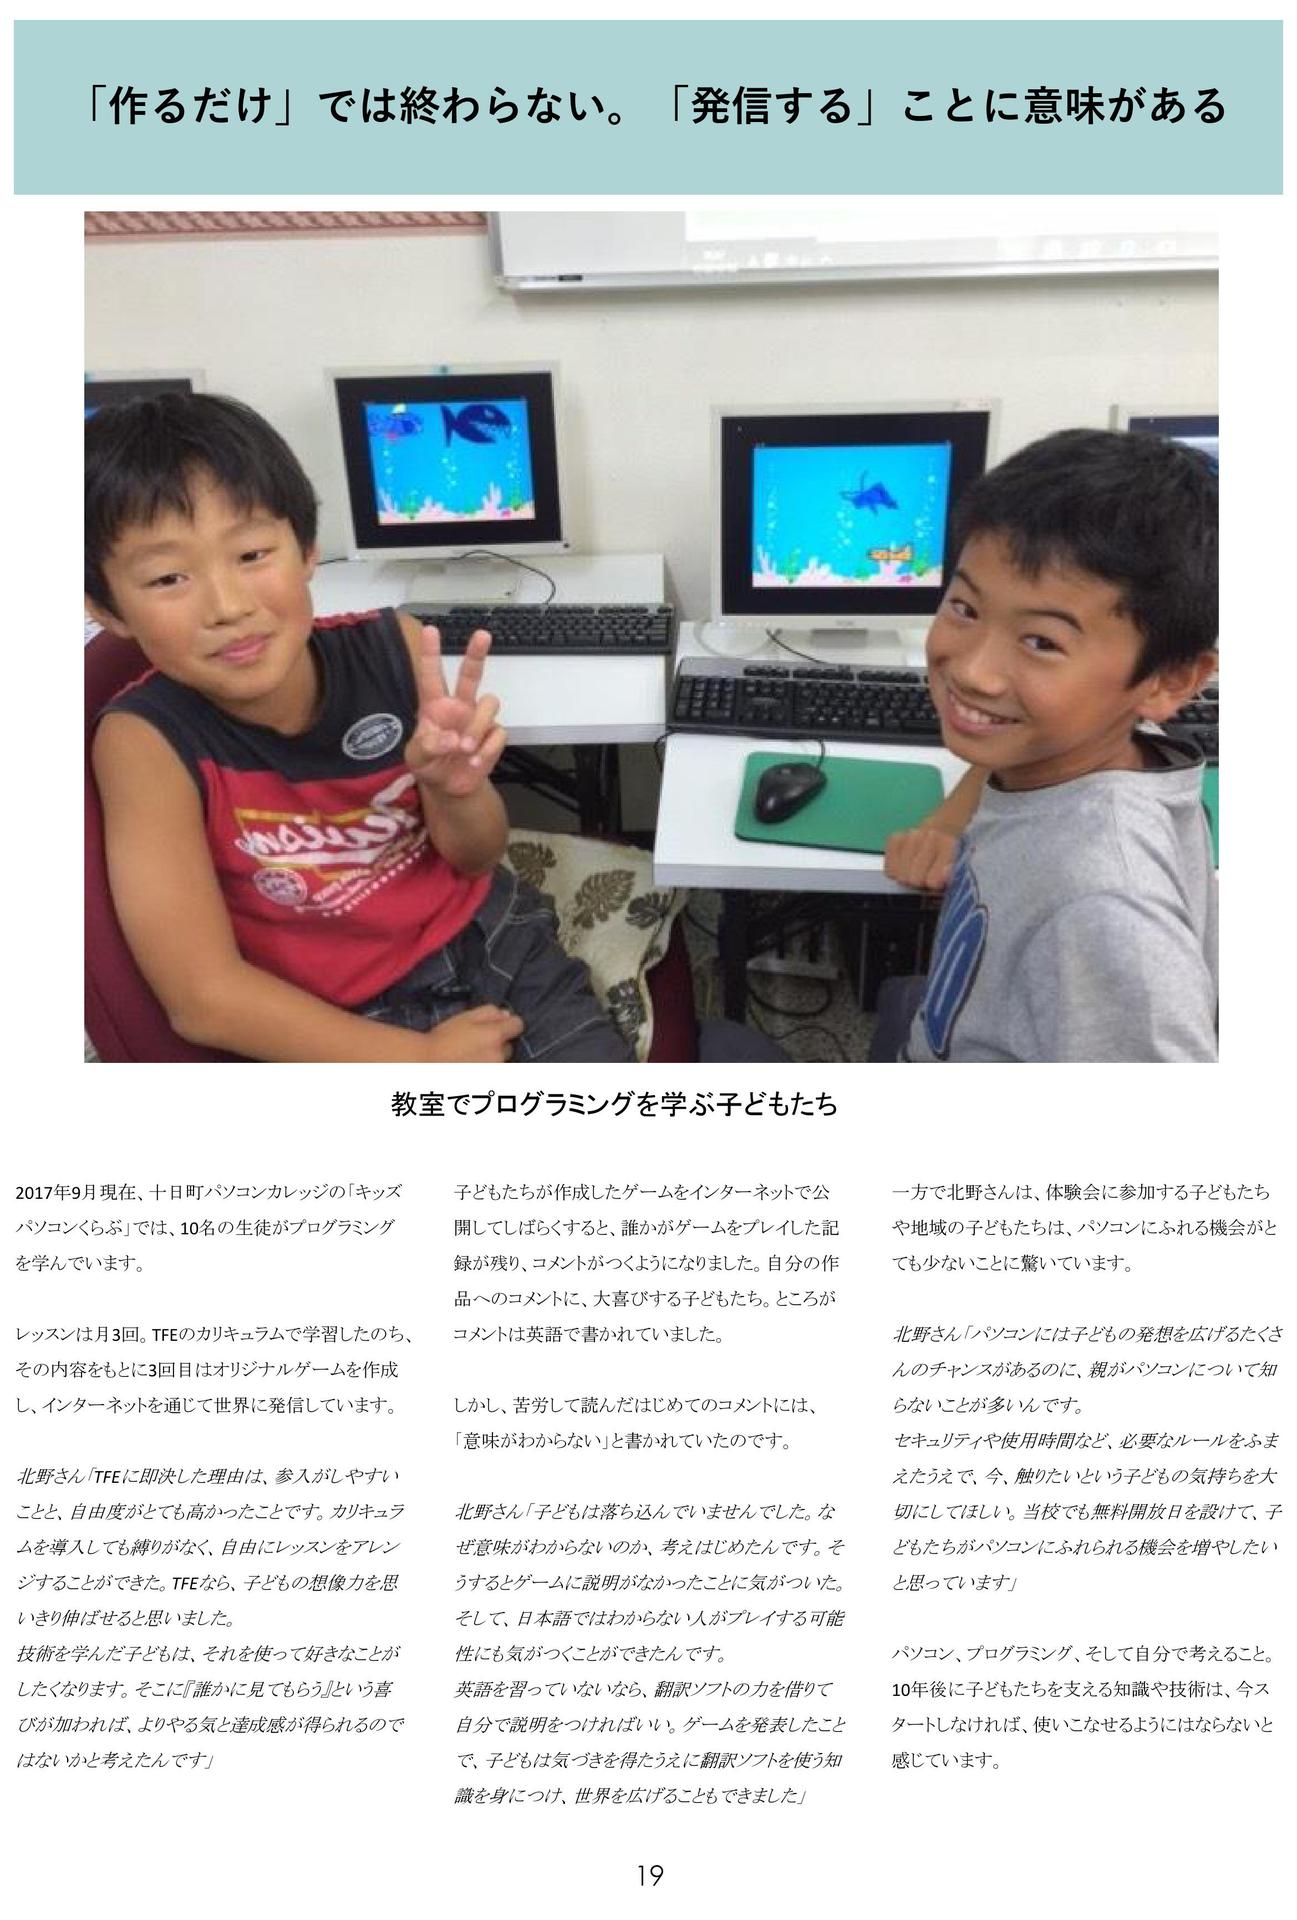 「作るだけ」では終わらない。「発信する」ことに意味がある
教室でプログラミングを学ぶ子どもたち
2017年9月現在、十日町パソコンカレッジの「キッズ
パソコンくらぶ」では、10名の生徒がプログラミング
を学んでいます。
レッスンは月3回。TFEのカリキュラムで学習したのち、
その内容をもとに3回目はオリジナルゲームを作成
し、インターネットを通じて世界に発信しています。
北野さん「TFEに即決した理由は、参入がしやすい
ことと、自由度がとても高かったことです。カリキュラ
ムを導入しても縛りがなく、自由にレッスンをアレン
ジすることができた。TFEなら、子どもの想像力を思
いきり伸ばせると思いました。
技術を学んだ子どもは、それを使って好きなことが
したくなります。そこに『誰かに見てもらう』という喜
びが加われば、よりやる気と達成感が得られるので
はないかと考えたんです」
子どもたちが作成したゲームをインターネットで公
開してしばらくすると、誰かがゲームをプレイした記
録が残り、コメントがつくようになりました。自分の作
品へのコメントに、大喜びする子どもたち。ところが
コメントは英語で書かれていました。
しかし、苦労して読んだはじめてのコメントには、
「意味がわからない」と書かれていたのです。
北野さん「子どもは落ち込んでいませんでした。な
ぜ意味がわからないのか、考えはじめたんです。そ
うするとゲームに説明がなかったことに気がついた。
そして、日本語ではわからない人がプレイする可能
性にも気がつくことができたんです。
英語を習っていないなら、翻訳ソフトの力を借りて
自分で説明をつければいい。ゲームを発表したこと
で、子どもは気づきを得たうえに翻訳ソフトを使う知
識を身につけ、世界を広げることもできました」
一方で北野さんは、体験会に参加する子どもたち
や地域の子どもたちは、パソコンにふれる機会がと
ても少ないことに驚いています。
北野さん「パソコンには子どもの発想を広げるたくさ
んのチャンスがあるのに、親がパソコンについて知
らないことが多いんです。
セキュリティや使用時間など、必要なルールをふま
えたうえで、今、触りたいという子どもの気持ちを大
切にしてほしい。当校でも無料開放日を設けて、子
どもたちがパソコンにふれられる機会を増やしたい
と思っています」
パソコン、プログラミング、そして自分で考えること。
10年後に子どもたちを支える知識や技術は、今ス
タートしなければ、使いこなせるようにはならないと
感じています。
19